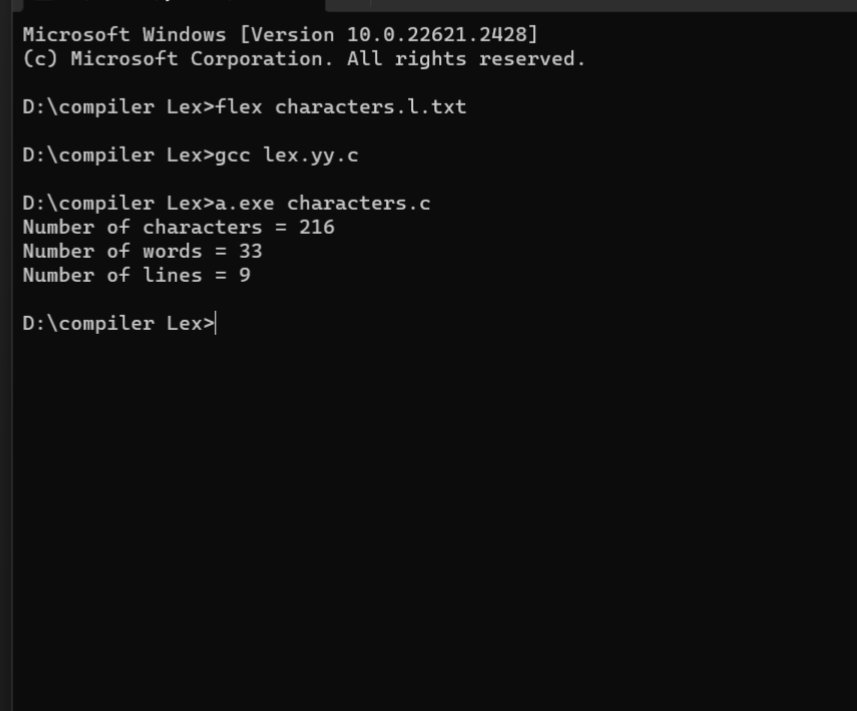 Microsoft Windows [Version 10.0.22621.2428]
(c) Microsoft Corporation. All rights reserved.
D:\compiler Lex>flex characters.l.txt
D:\compiler Lex>gcc lex.yy.c
D:\compiler Lex>a.exe characters.c
Number of characters = 216
Number of words = 33
Number of lines = 9
D:\compiler Lex>